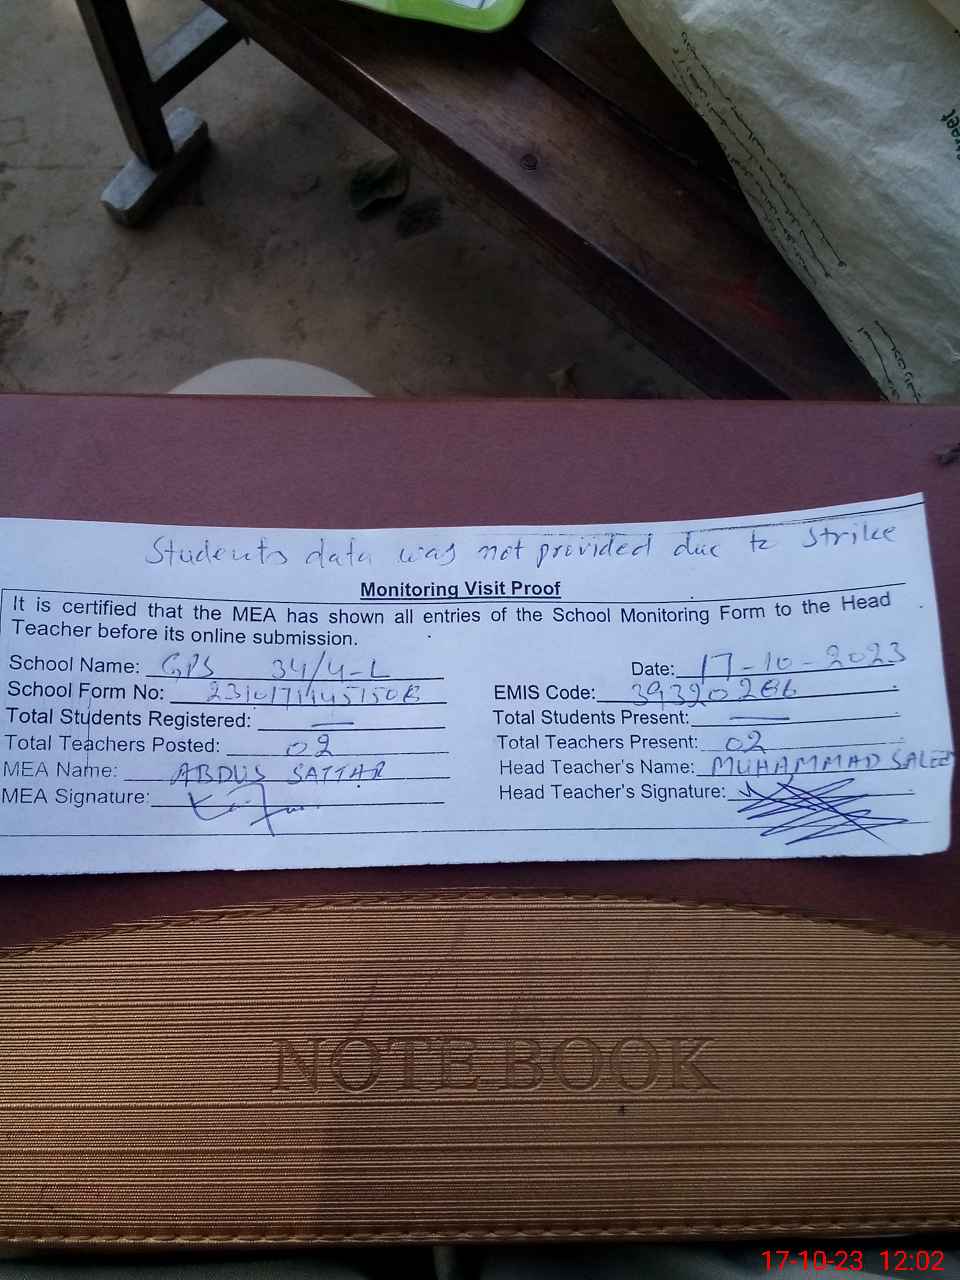 Students data was not provided due to strike
Monitoring Visit Proof
It is certified that the MEA has shown all entries of the School Monitoring Form to the Head
Teacher before its online submission.
School Name: GPS 34/4-L Date: 17-10-2023
School Form No: EMIS Code: 39320286
Total Students Registered: — Total Students Present: —
Total Teachers Posted: 02 Total Teachers Present: 02
MEA Name: ABDUS SATTAR Head Teacher's Name: MUHAMMAD SALEED
MEA Signature: Head Teacher's Signature:
NOTE BOOK
17-10-23 12:02